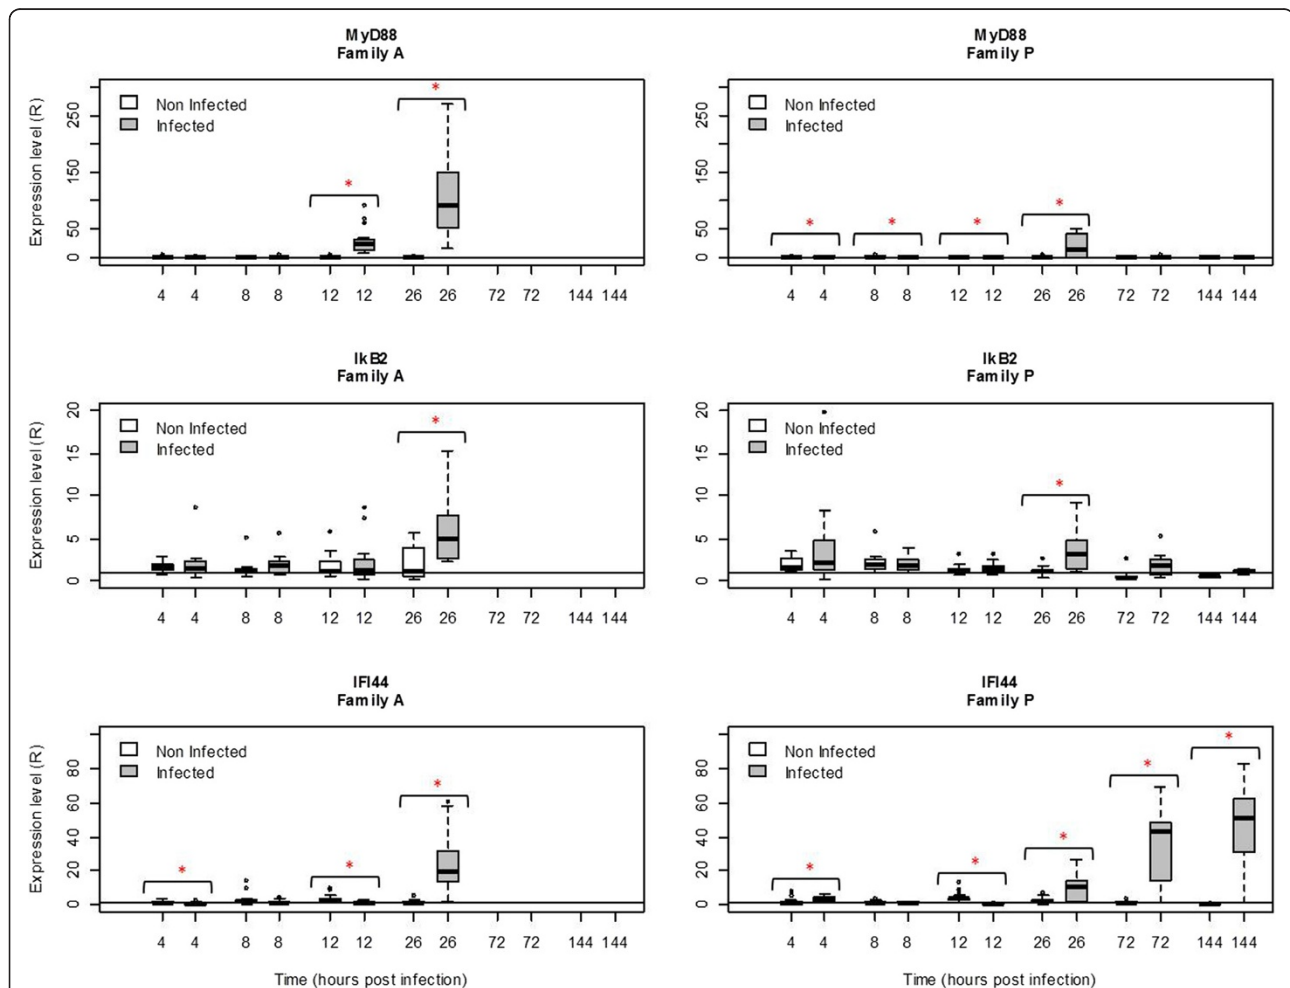 MyD88
Family A
Expression level (R)
250
150
50
0
Non Infected
Infected
*
*
4 4 8 8 12 12 26 26 72 72 144 144
MyD88
Family P
250
150
50
0
Non Infected
Infected
*
*
*
*
4 4 8 8 12 12 26 26 72 72 144 144
IkB2
Family A
Expression level (R)
20
15
10
5
0
Non Infected
Infected
*
4 4 8 8 12 12 26 26 72 72 144 144
IkB2
Family P
20
15
10
5
0
Non Infected
Infected
*
4 4 8 8 12 12 26 26 72 72 144 144
IFI44
Family A
Expression level (R)
80
60
40
20
0
Non Infected
Infected
*
*
*
4 4 8 8 12 12 26 26 72 72 144 144
Time (hours post infection)
IFI44
Family P
80
60
40
20
0
Non Infected
Infected
*
*
*
*
*
4 4 8 8 12 12 26 26 72 72 144 144
Time (hours post infection)